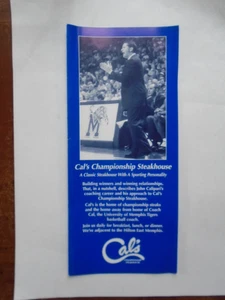 Cal's Championship Steakhouse
A Classic Steakhouse With A Sporting Personality
Building winners and winning relationships.
That, in a nutshell, describes John Calipari's
coaching career and his approach to Cal's
Championship Steakhouse.
Cal's is the home of championship steaks
and the home away from home of Coach
Cal, the University of Memphis Tigers
basketball coach.
Join us daily for breakfast, lunch, or dinner.
We're adjacent to the Hilton East Memphis.
Cal's